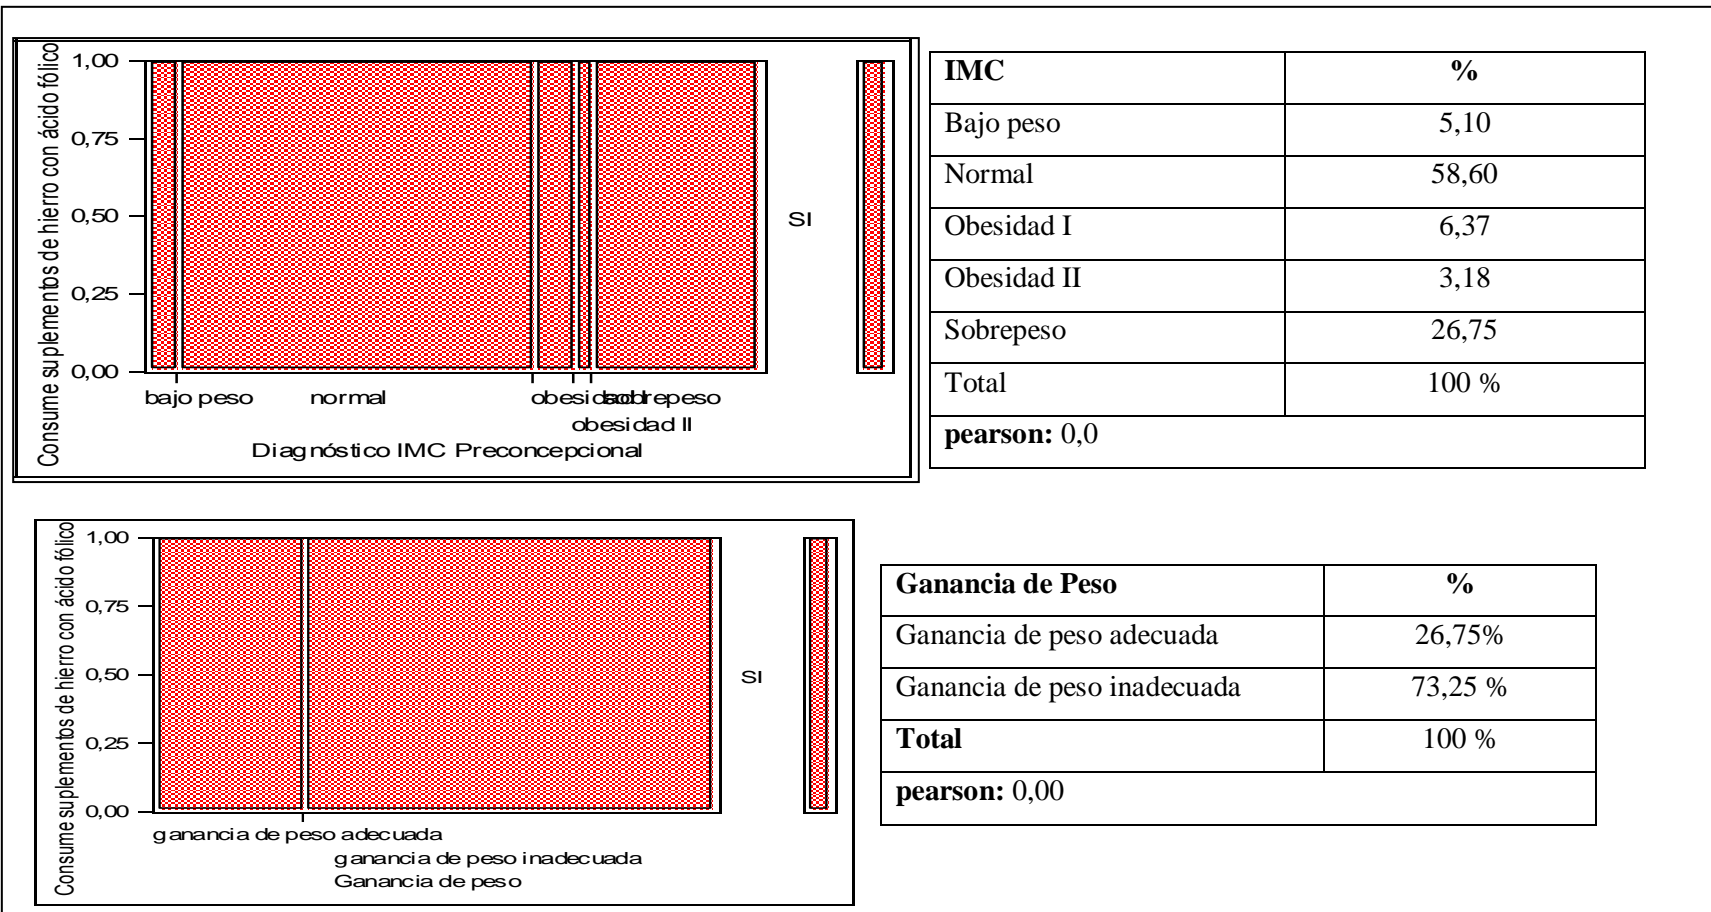 Consume suplementos de hierro con ácido fólico
1,00
0,75
0,50
0,25
0,00
SI
bajo peso normal obesidad I sobrepeso
obesidad II
Diagnóstico IMC Preconcepcional
IMC %
Bajo peso 5,10
Normal 58,60
Obesidad I 6,37
Obesidad II 3,18
Sobrepeso 26,75
Total 100 %
pearson: 0,0
Consume suplementos de hierro con ácido fólico
1,00
0,75
0,50
0,25
0,00
SI
ganancia de peso adecuada
ganancia de peso inadecuada
Ganancia de peso
Ganancia de Peso %
Ganancia de peso adecuada 26,75%
Ganancia de peso inadecuada 73,25 %
Total 100 %
pearson: 0,00